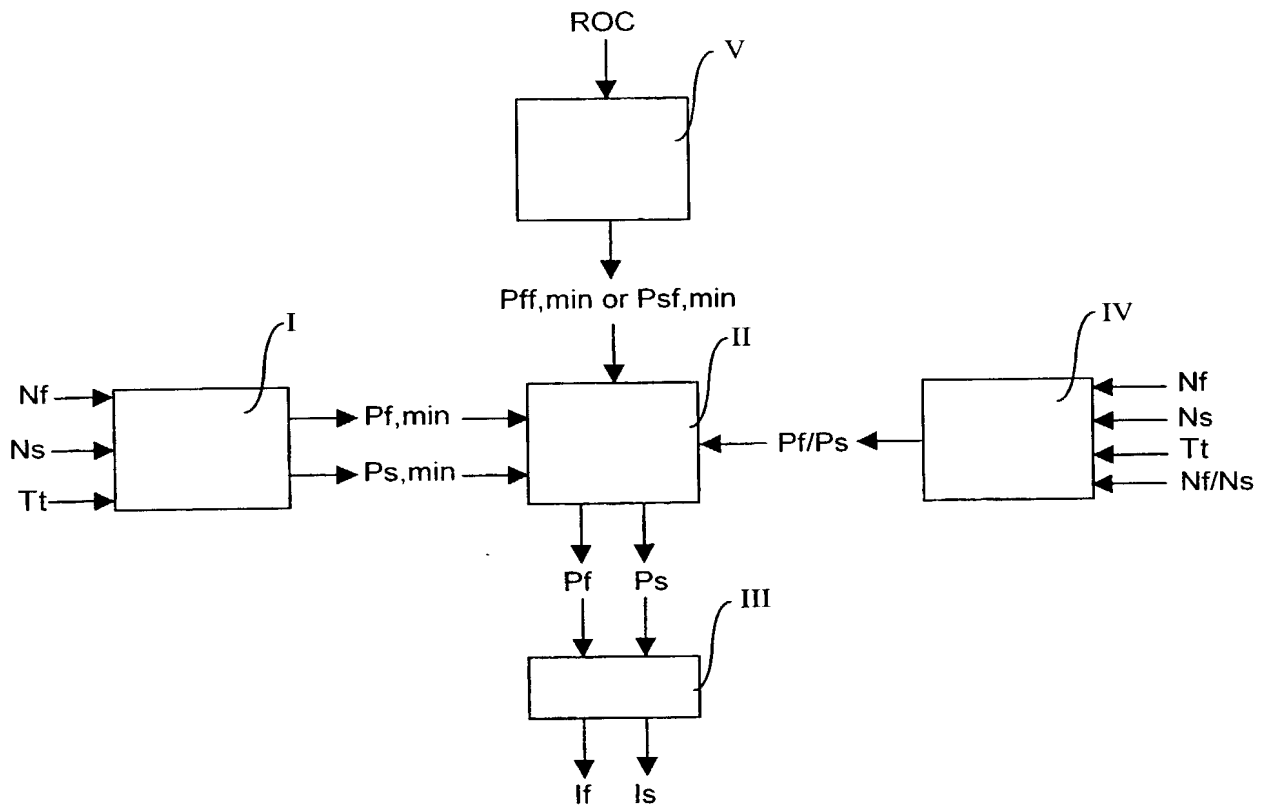 ROC
V
Pff,min or Psf,min
I
II
IV
Nf
Ns
Tt
Pf,min
Ps,min
Pf/Ps
Nf
Ns
Tt
Nf/Ns
Pf
Ps
III
If
Is